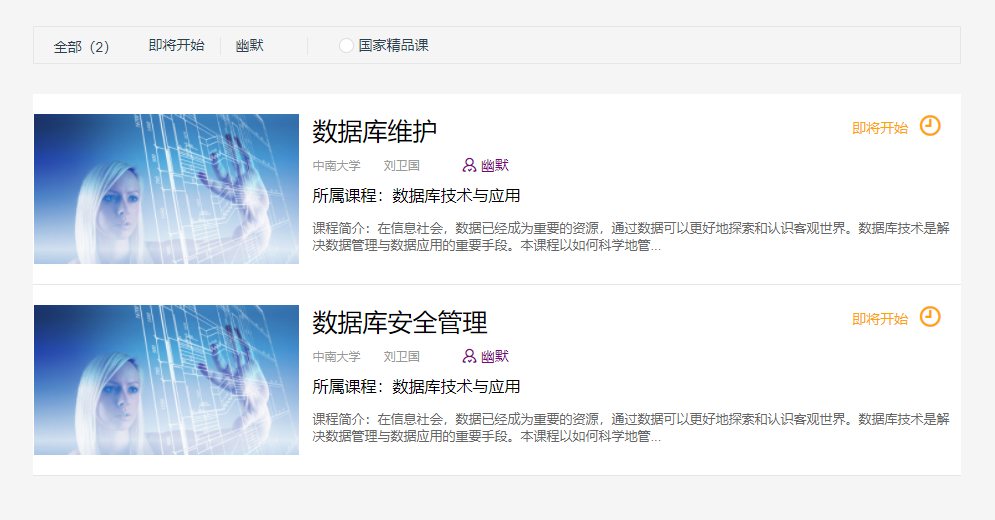 全部（2） 即将开始 幽默 国家精品课
数据库维护 即将开始
中南大学 刘卫国 幽默
所属课程：数据库技术与应用
课程简介：在信息社会，数据已经成为重要的资源，通过数据可以更好地探索和认识客观世界。数据库技术是解
决数据管理与数据应用的重要手段。本课程以如何科学地管...
数据库安全管理 即将开始
中南大学 刘卫国 幽默
所属课程：数据库技术与应用
课程简介：在信息社会，数据已经成为重要的资源，通过数据可以更好地探索和认识客观世界。数据库技术是解
决数据管理与数据应用的重要手段。本课程以如何科学地管...